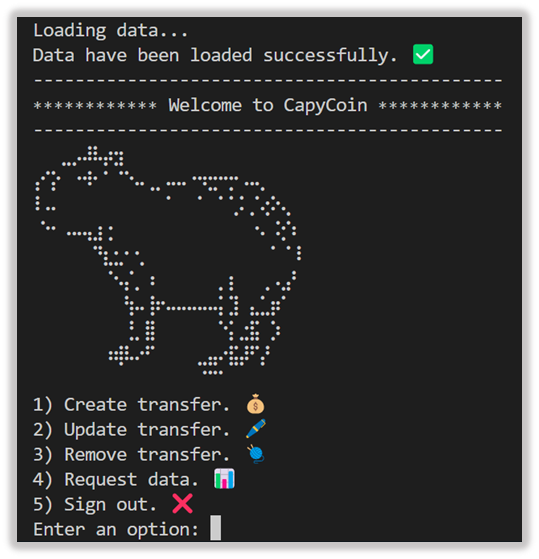 Loading data...
Data have been loaded successfully. ✅
---------------------------------------------
************ Welcome to CapyCoin ************
---------------------------------------------
1) Create transfer. 💰
2) Update transfer. 🖊️
3) Remove transfer. 🧶
4) Request data. 📊
5) Sign out. ❌
Enter an option: